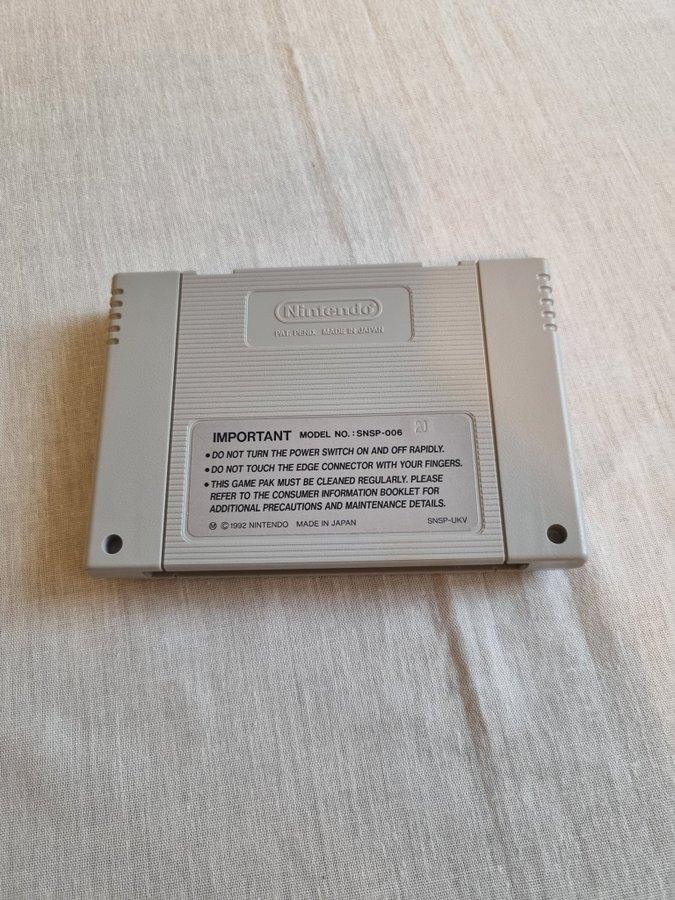 Nintendo®
PAT. PEND. MADE IN JAPAN
IMPORTANT MODEL NO.: SNSP-006 20
● DO NOT TURN THE POWER SWITCH ON AND OFF RAPIDLY.
● DO NOT TOUCH THE EDGE CONNECTOR WITH YOUR FINGERS.
● THIS GAME PAK MUST BE CLEANED REGULARLY. PLEASE
REFER TO THE CONSUMER INFORMATION BOOKLET FOR
ADDITIONAL PRECAUTIONS AND MAINTENANCE DETAILS.
Ⓜ ©1992 NINTENDO MADE IN JAPAN SNSP-UKV